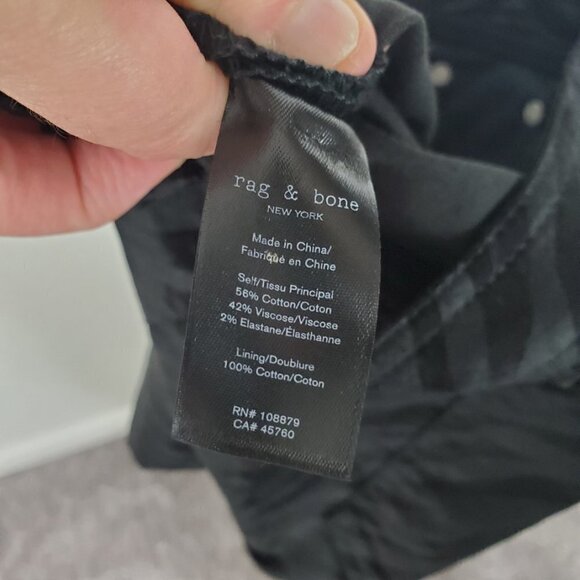 rag & bone
NEW YORK
Made in China/
Fabriqué en Chine
Self/Tissu Principal
56% Cotton/Coton
42% Viscose/Viscose
2% Elastane/Élasthanne
Lining/Doublure
100% Cotton/Coton
RN# 108879
CA# 45760